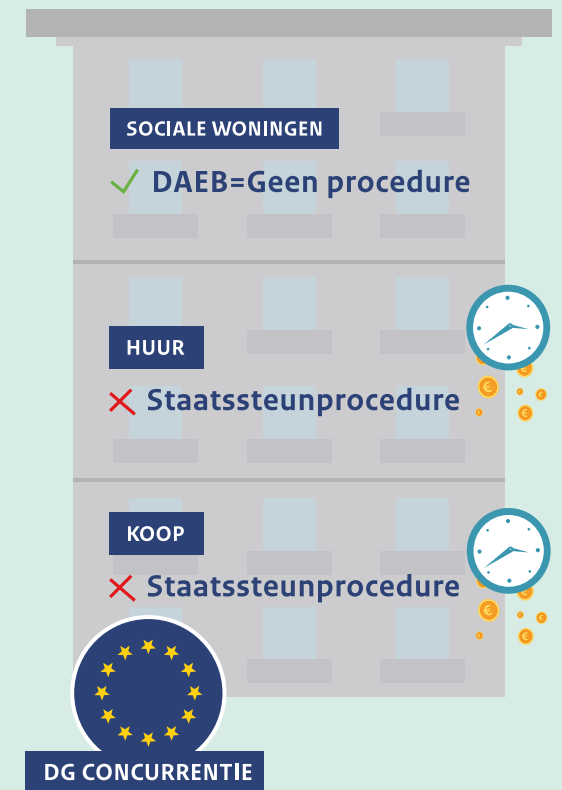 SOCIALE WONINGEN
DAEB=Geen procedure
HUUR
Staatssteunprocedure
KOOP
Staatssteunprocedure
DG CONCURRENTIE